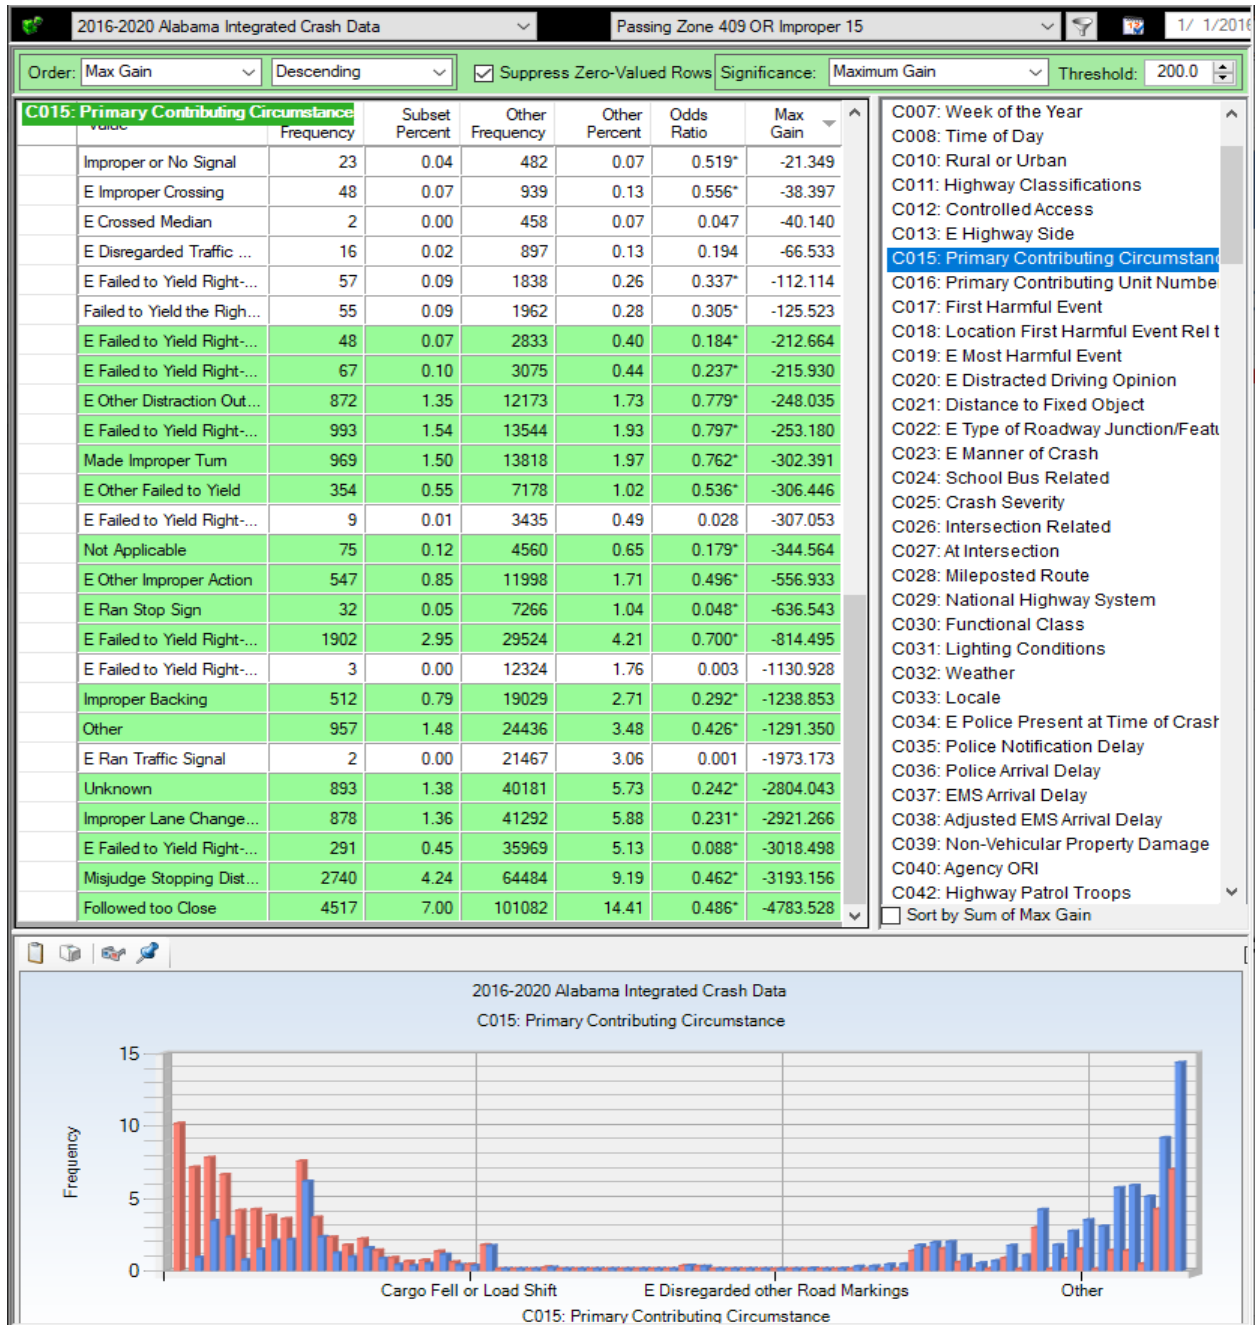 2016-2020 Alabama Integrated Crash Data
Passing Zone 409 OR Improper 15
1/ 1/2016
Order: Max Gain Descending Suppress Zero-Valued Rows Significance: Maximum Gain Threshold: 200.0
C015: Primary Contributing Circumstance
Frequency Subset Percent Other Frequency Other Percent Odds Ratio Max Gain
Improper or No Signal 23 0.04 482 0.07 0.519* -21.349
E Improper Crossing 48 0.07 939 0.13 0.556* -38.397
E Crossed Median 2 0.00 458 0.07 0.047 -40.140
E Disregarded Traffic ... 16 0.02 897 0.13 0.194 -66.533
E Failed to Yield Right-... 57 0.09 1838 0.26 0.337* -112.114
Failed to Yield the Righ... 55 0.09 1962 0.28 0.305* -125.523
E Failed to Yield Right-... 48 0.07 2833 0.40 0.184* -212.664
E Failed to Yield Right-... 67 0.10 3075 0.44 0.237* -215.930
E Other Distraction Out... 872 1.35 12173 1.73 0.779* -248.035
E Failed to Yield Right-... 993 1.54 13544 1.93 0.797* -253.180
Made Improper Turn 969 1.50 13818 1.97 0.762* -302.391
E Other Failed to Yield 354 0.55 7178 1.02 0.536* -306.446
E Failed to Yield Right-... 9 0.01 3435 0.49 0.028 -307.053
Not Applicable 75 0.12 4560 0.65 0.179* -344.564
E Other Improper Action 547 0.85 11998 1.71 0.496* -556.933
E Ran Stop Sign 32 0.05 7266 1.04 0.048* -636.543
E Failed to Yield Right-... 1902 2.95 29524 4.21 0.700* -814.495
E Failed to Yield Right-... 3 0.00 12324 1.76 0.003 -1130.928
Improper Backing 512 0.79 19029 2.71 0.292* -1238.853
Other 957 1.48 24436 3.48 0.426* -1291.350
E Ran Traffic Signal 2 0.00 21467 3.06 0.001 -1973.173
Unknown 893 1.38 40181 5.73 0.242* -2804.043
Improper Lane Change... 878 1.36 41292 5.88 0.231* -2921.266
E Failed to Yield Right-... 291 0.45 35969 5.13 0.088* -3018.498
Misjudge Stopping Dist... 2740 4.24 64484 9.19 0.462* -3193.156
Followed too Close 4517 7.00 101082 14.41 0.486* -4783.528
C007: Week of the Year
C008: Time of Day
C010: Rural or Urban
C011: Highway Classifications
C012: Controlled Access
C013: E Highway Side
C015: Primary Contributing Circumstanc
C016: Primary Contributing Unit Numbe
C017: First Harmful Event
C018: Location First Harmful Event Rel t
C019: E Most Harmful Event
C020: E Distracted Driving Opinion
C021: Distance to Fixed Object
C022: E Type of Roadway Junction/Featu
C023: E Manner of Crash
C024: School Bus Related
C025: Crash Severity
C026: Intersection Related
C027: At Intersection
C028: Mileposted Route
C029: National Highway System
C030: Functional Class
C031: Lighting Conditions
C032: Weather
C033: Locale
C034: E Police Present at Time of Crash
C035: Police Notification Delay
C036: Police Arrival Delay
C037: EMS Arrival Delay
C038: Adjusted EMS Arrival Delay
C039: Non-Vehicular Property Damage
C040: Agency ORI
C042: Highway Patrol Troops
Sort by Sum of Max Gain
2016-2020 Alabama Integrated Crash Data
C015: Primary Contributing Circumstance
15
10
5
0
Frequency
Cargo Fell or Load Shift E Disregarded other Road Markings Other
C015: Primary Contributing Circumstance